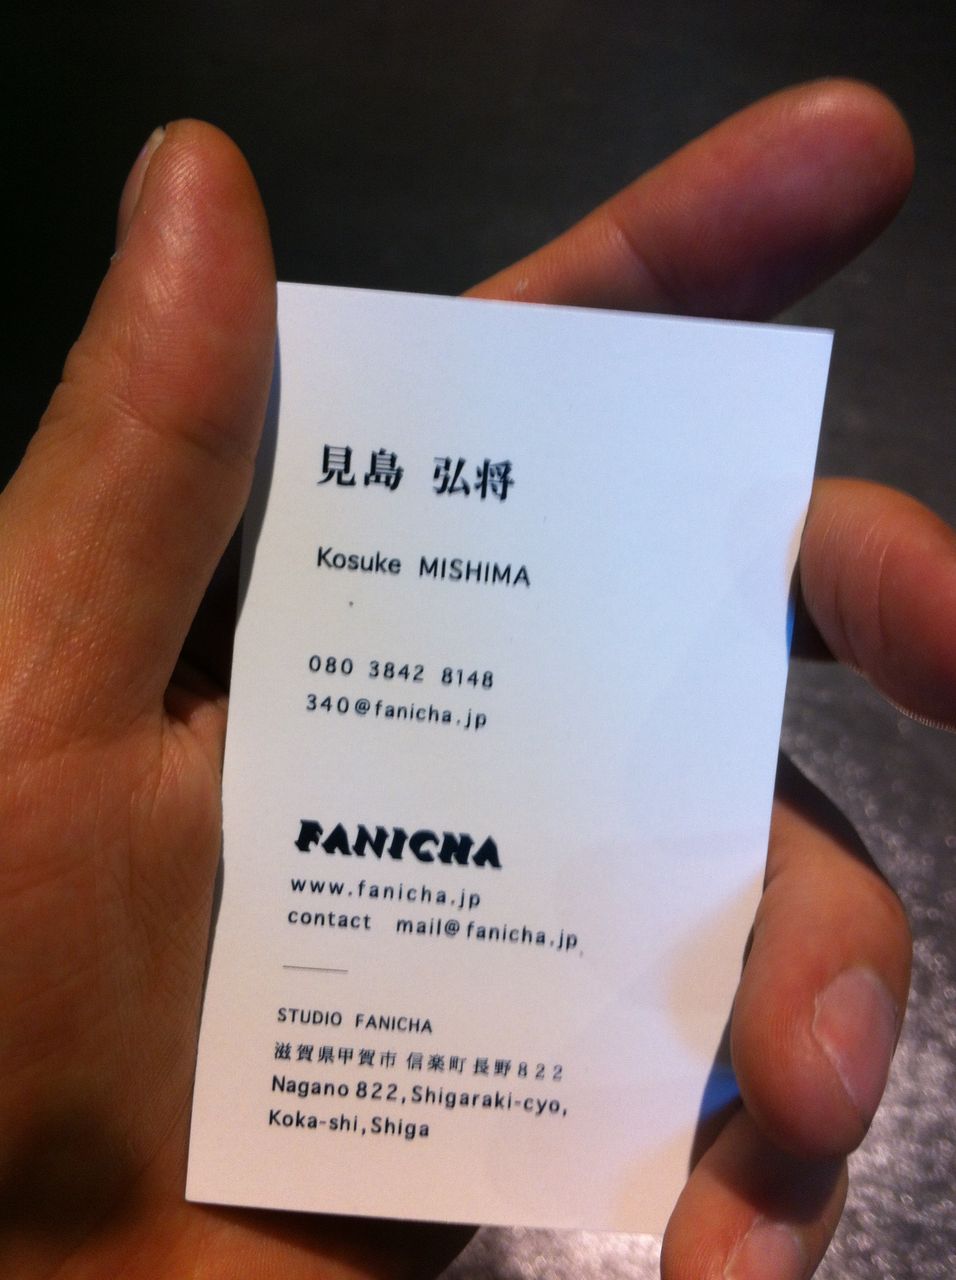 見島 弘将
Kosuke MISHIMA
080 3842 8148
340@fanicha.jp
FANICHA
www.fanicha.jp
contact mail@fanicha.jp
STUDIO FANICHA
滋賀県甲賀市 信楽町長野822
Nagano 822,Shigaraki-cyo,
Koka-shi,Shiga